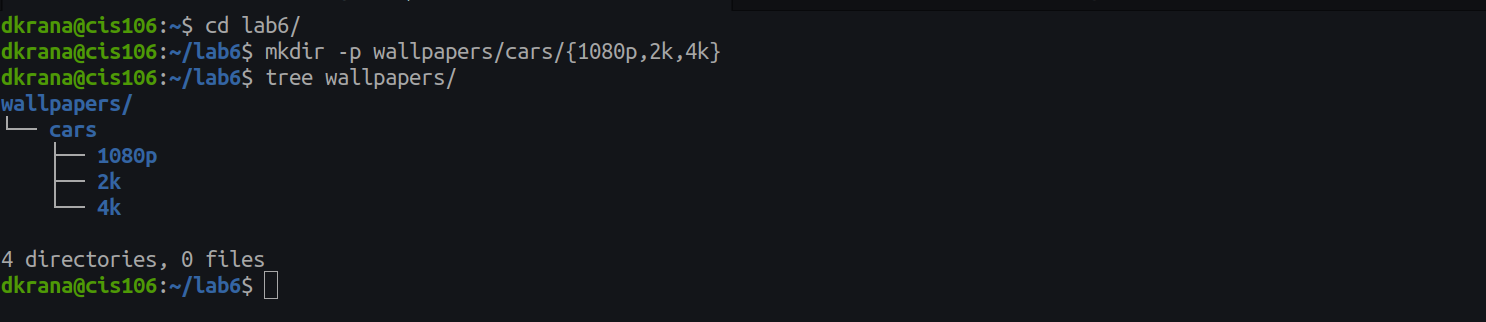 dkrana@cis106:~$ cd lab6/
dkrana@cis106:~/lab6$ mkdir -p wallpapers/cars/{1080p,2k,4k}
dkrana@cis106:~/lab6$ tree wallpapers/
wallpapers/
└── cars
    ├── 1080p
    ├── 2k
    └── 4k
4 directories, 0 files
dkrana@cis106:~/lab6$